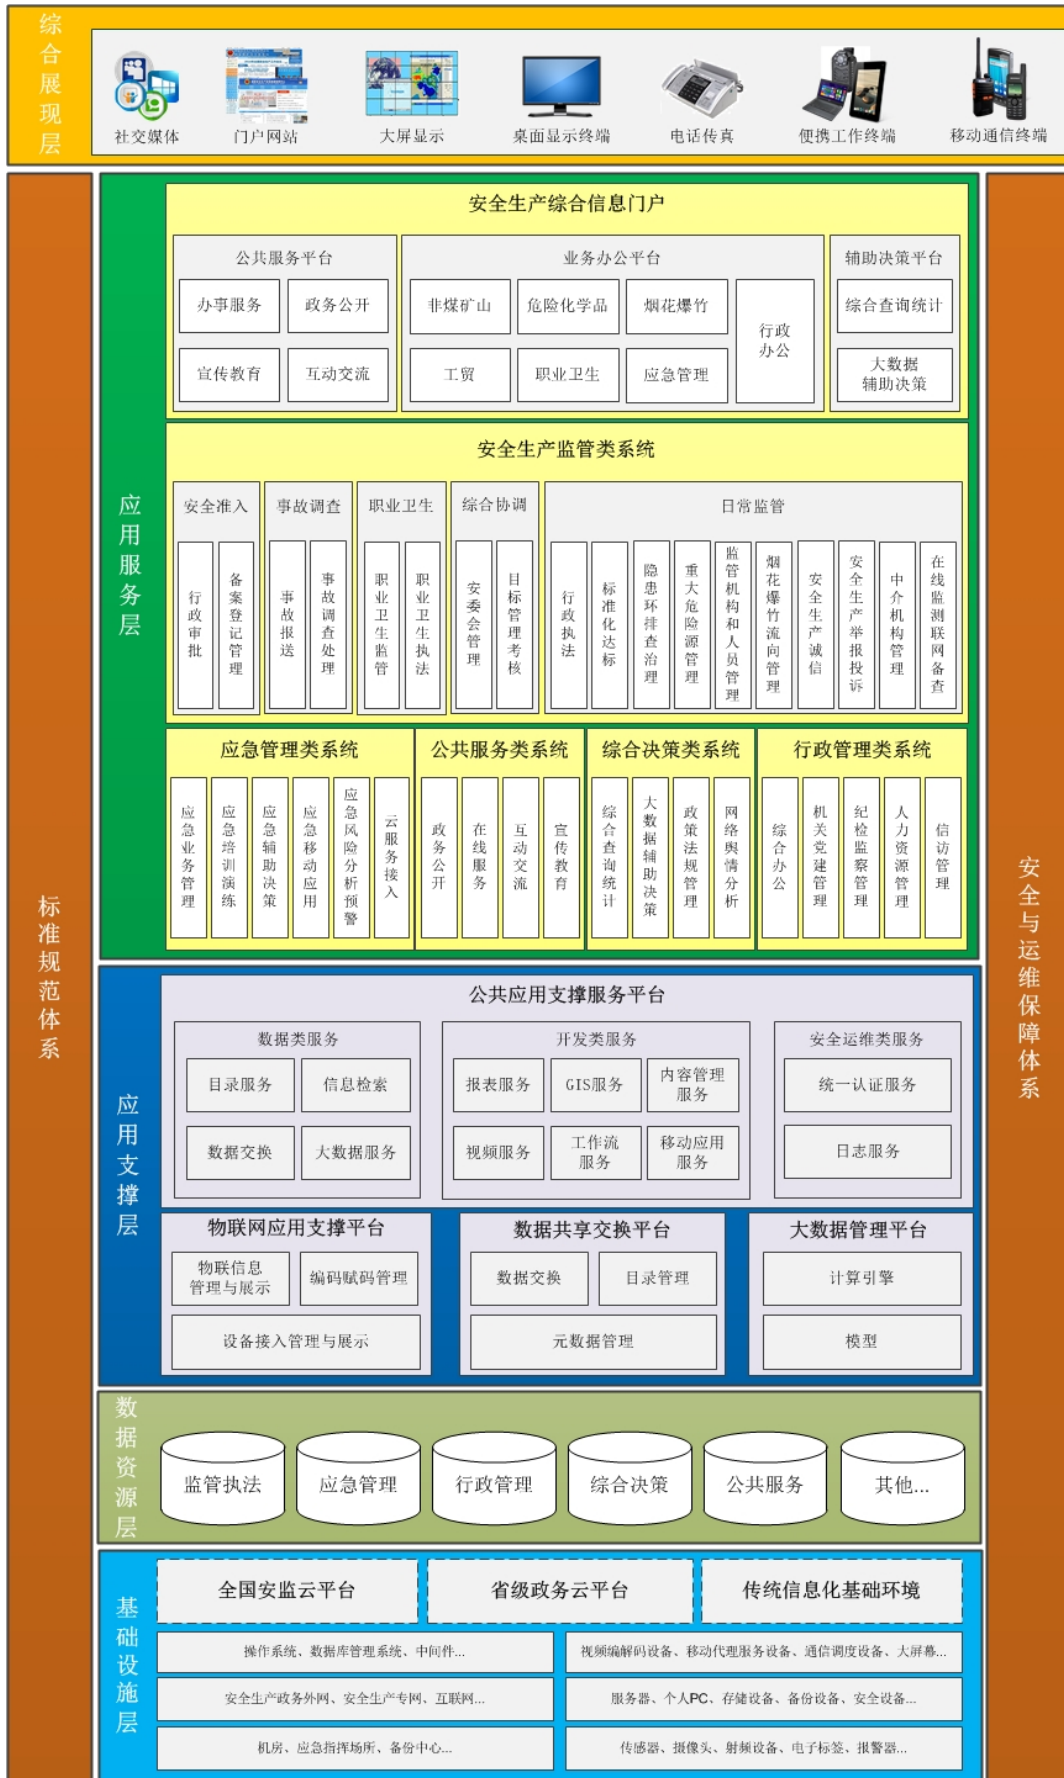 综合展现层
社交媒体
门户网站
大屏显示
桌面显示终端
电话传真
便携工作终端
移动通信终端
标准规范体系
安全与运维保障体系
应用服务层
安全生产综合信息门户
公共服务平台
办事服务
政务公开
宣传教育
互动交流
业务办公平台
非煤矿山
危险化学品
烟花爆竹
工贸
职业卫生
应急管理
行政
办公
辅助决策平台
综合查询统计
大数据
辅助决策
安全生产监管类系统
安全准入
行政审批
备案登记管理
事故调查
事故报送
事故调查处理
职业卫生
职业卫生监管
职业卫生执法
综合协调
安委会管理
目标管理考核
日常监管
行政执法
标准化达标
隐患环排查治理
重大危险源管理
监管机构和人员管理
烟花爆竹流向管理
安全生产诚信
安全生产举报投诉
中介机构管理
在线监测联网备查
应急管理类系统
应急业务管理
应急培训演练
应急辅助决策
应急移动应用
应急风险分析预警
云服务接入
公共服务类系统
政务公开
在线服务
互动交流
宣传教育
综合决策类系统
综合查询统计
大数据辅助决策
政策法规管理
网络舆情分析
行政管理类系统
综合办公
机关党建管理
纪检监察管理
人力资源管理
信访管理
应用支撑层
公共应用支撑服务平台
数据类服务
目录服务
信息检索
数据交换
大数据服务
开发类服务
报表服务
GIS服务
内容管理
服务
视频服务
工作流
服务
移动应用
服务
安全运维类服务
统一认证服务
日志服务
物联网应用支撑平台
物联信息
管理与展示
编码赋码管理
设备接入管理与展示
数据共享交换平台
数据交换
目录管理
元数据管理
大数据管理平台
计算引擎
模型
数据资源层
监管执法
应急管理
行政管理
综合决策
公共服务
其他...
基础设施层
全国安监云平台
省级政务云平台
传统信息化基础环境
操作系统、数据库管理系统、中间件...
视频编解码设备、移动代理服务设备、通信调度设备、大屏幕...
安全生产政务外网、安全生产专网、互联网...
服务器、个人PC、存储设备、备份设备、安全设备...
机房、应急指挥场所、备份中心...
传感器、摄像头、射频设备、电子标签、报警器...